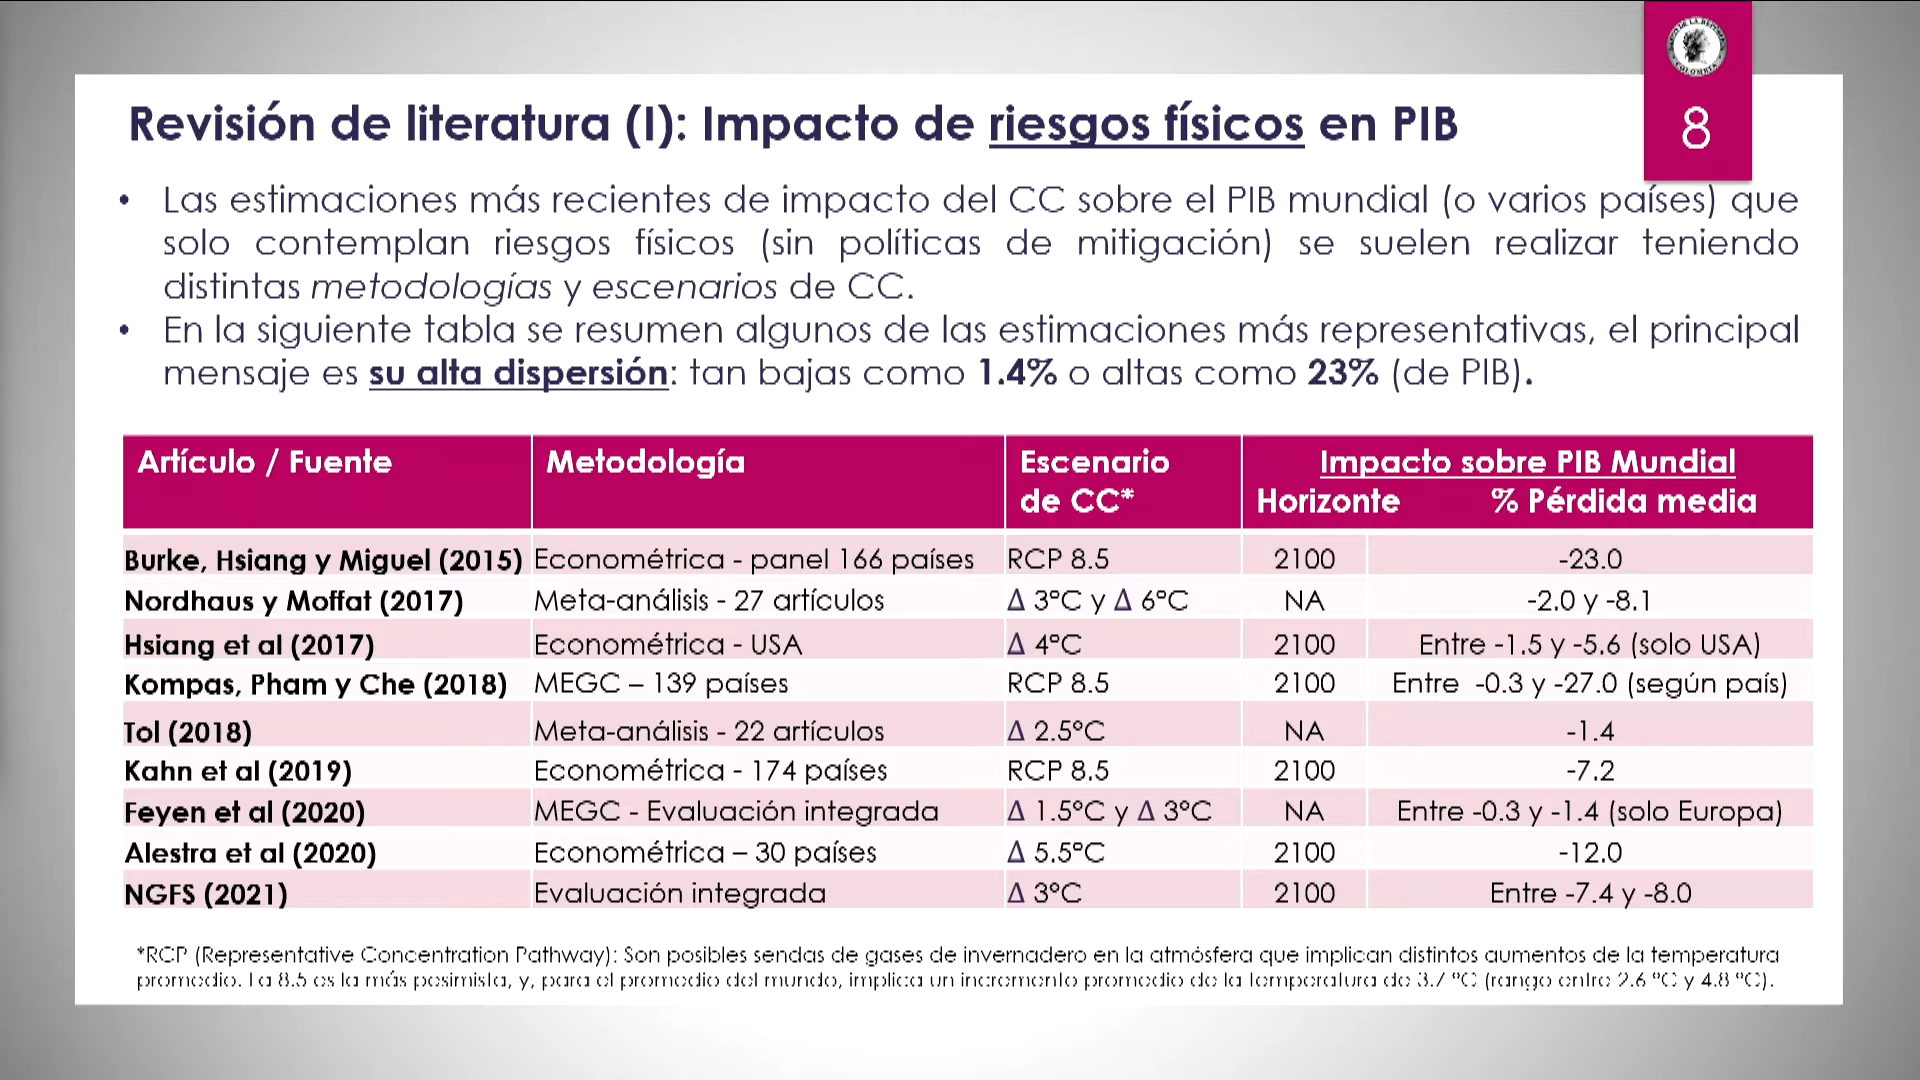 8
Revisión de literatura (I): Impacto de riesgos físicos en PIB
• Las estimaciones más recientes de impacto del CC sobre el PIB mundial (o varios países) que
solo contemplan riesgos físicos (sin políticas de mitigación) se suelen realizar teniendo
distintas metodologías y escenarios de CC.
• En la siguiente tabla se resumen algunos de las estimaciones más representativas, el principal
mensaje es su alta dispersión: tan bajas como 1.4% o altas como 23% (de PIB).
Artículo / Fuente Metodología Escenario de CC* Impacto sobre PIB Mundial
Horizonte % Pérdida media
Burke, Hsiang y Miguel (2015) Econométrica - panel 166 países RCP 8.5 2100 -23.0
Nordhaus y Moffat (2017) Meta-análisis - 27 artículos Δ 3°C y Δ 6°C NA -2.0 y -8.1
Hsiang et al (2017) Econométrica - USA Δ 4°C 2100 Entre -1.5 y -5.6 (solo USA)
Kompas, Pham y Che (2018) MEGC – 139 países RCP 8.5 2100 Entre -0.3 y -27.0 (según país)
Tol (2018) Meta-análisis - 22 artículos Δ 2.5°C NA -1.4
Kahn et al (2019) Econométrica - 174 países RCP 8.5 2100 -7.2
Feyen et al (2020) MEGC - Evaluación integrada Δ 1.5°C y Δ 3°C NA Entre -0.3 y -1.4 (solo Europa)
Alestra et al (2020) Econométrica – 30 países Δ 5.5°C 2100 -12.0
NGFS (2021) Evaluación integrada Δ 3°C 2100 Entre -7.4 y -8.0
*RCP (Representative Concentration Pathway): Son posibles sendas de gases de invernadero en la atmósfera que implican distintos aumentos de la temperatura
promedio. La 8.5 es la más pesimista, y, para el promedio del mundo, implica un incremento promedio de la temperatura de 3.7 °C (rango entre 2.6 °C y 4.8 °C).